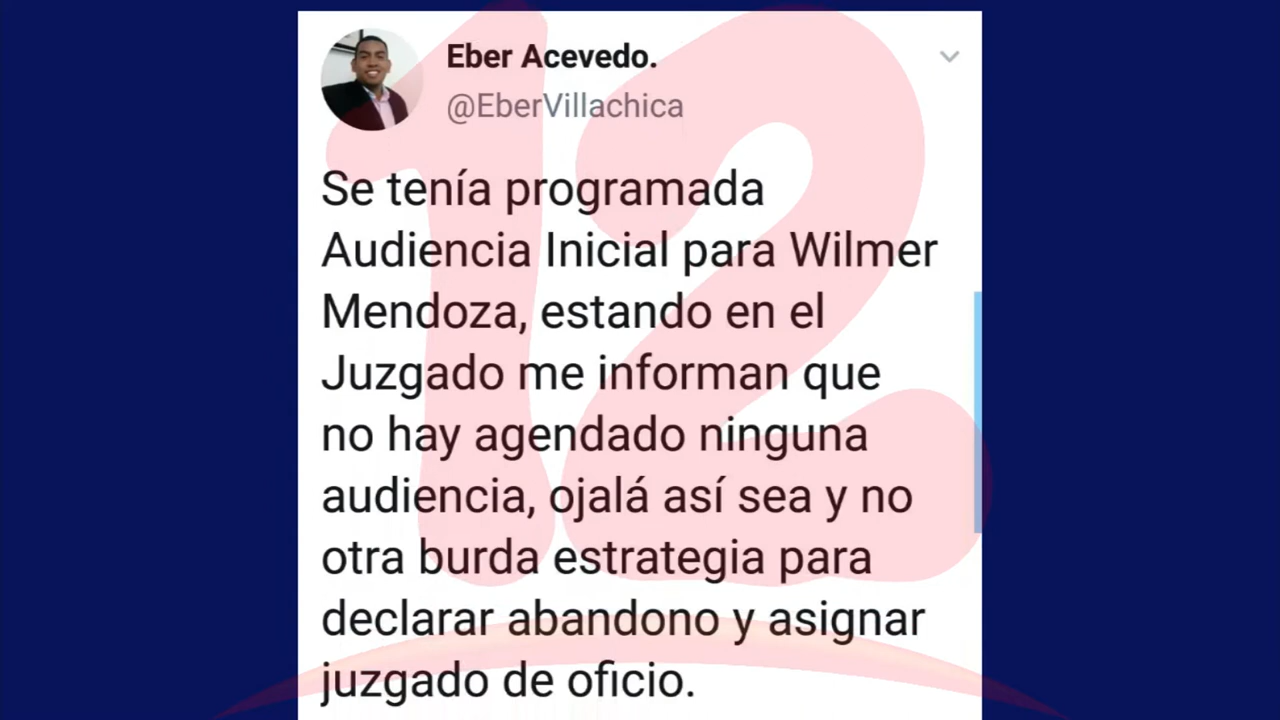 Eber Acevedo.
@EberVillachica
Se tenía programada
Audiencia Inicial para Wilmer
Mendoza, estando en el
Juzgado me informan que
no hay agendado ninguna
audiencia, ojalá así sea y no
otra burda estrategia para
declarar abandono y asignar
juzgado de oficio.
12